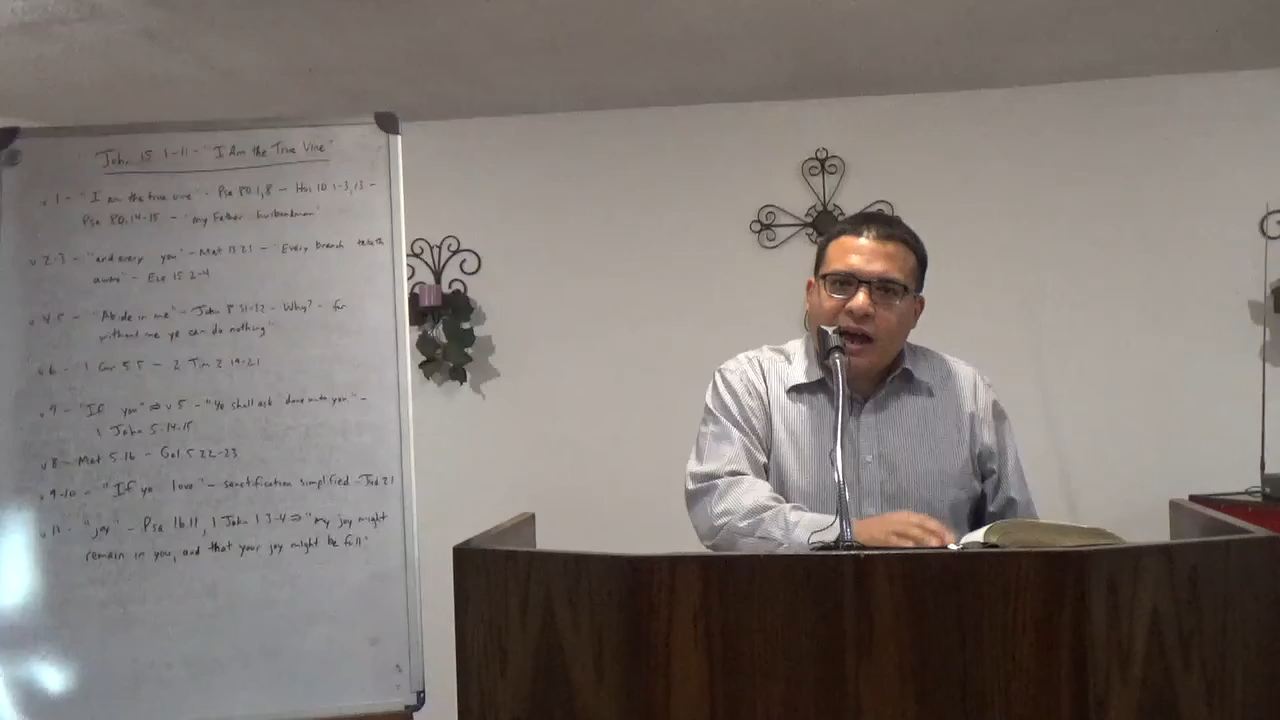 John 15 1-11 - "I Am the True Vine"
v 1 - "I am the true vine" - Psa 80 1,8 - Hos 10 1-3,13 -
Psa 80, 14-15 - "my Father husbandman"
v 2-3 - "and every you" - Mat 13 21 - "Every branch taketh
away" - Eze 15 2-4
v 4-5 - "Abide in me" - John 8 31-32 - Why? - for
without me ye can do nothing"
v 6 - 1 Cor 5 5 - 2 Tim 2 19-21
v 7 - "If you" ⇒ v 5 - "Ye shall ask done unto you" -
1 John 5-14-15
v 8 - Mat 5 16 - Gal 5 22-23
v 9-10 - "If ye love" - sanctification simplified - Jud 21
v 11 - "joy" - Psa 16 11, 1 John 1 3-4 ⇒ "my joy might
remain in you, and that your joy might be full"